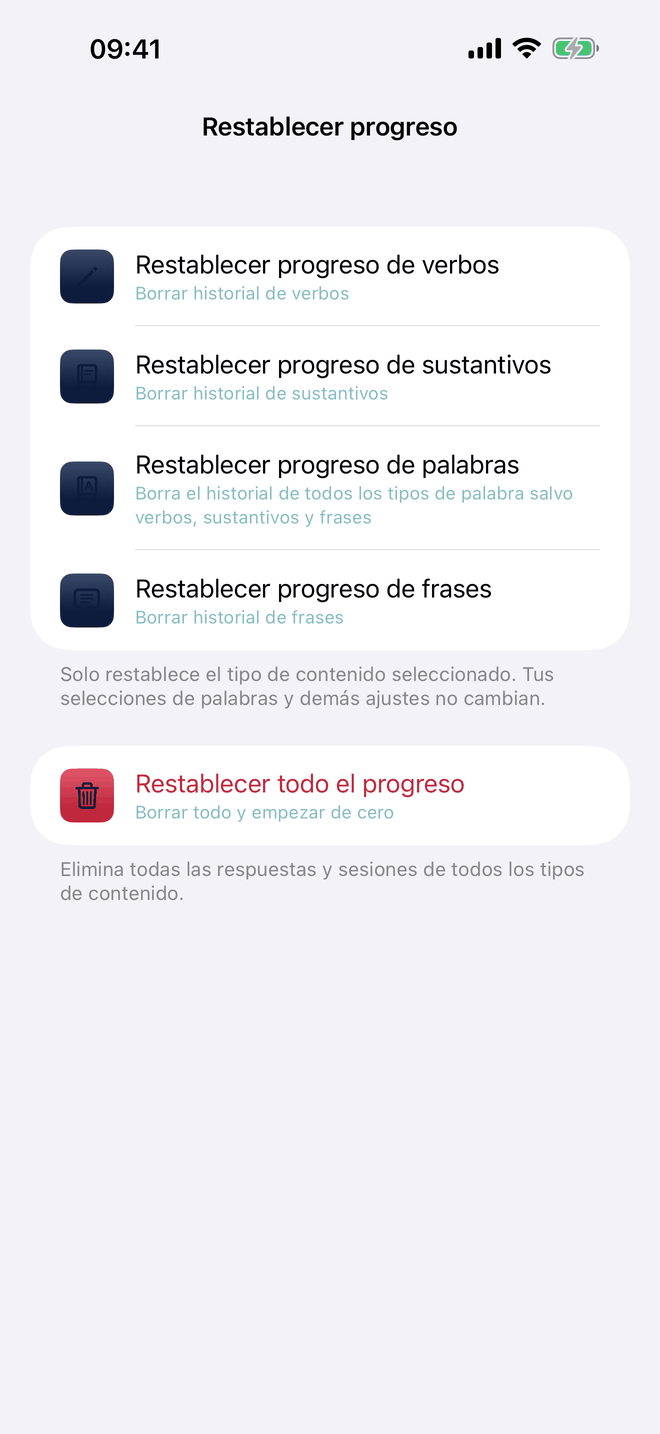 09:41
Restablecer progreso
Restablecer progreso de verbos
Borrar historial de verbos
Restablecer progreso de sustantivos
Borrar historial de sustantivos
Restablecer progreso de palabras
Borra el historial de todos los tipos de palabra salvo
verbos, sustantivos y frases
Restablecer progreso de frases
Borrar historial de frases
Solo restablece el tipo de contenido seleccionado. Tus
selecciones de palabras y demás ajustes no cambian.
Restablecer todo el progreso
Borrar todo y empezar de cero
Elimina todas las respuestas y sesiones de todos los tipos
de contenido.